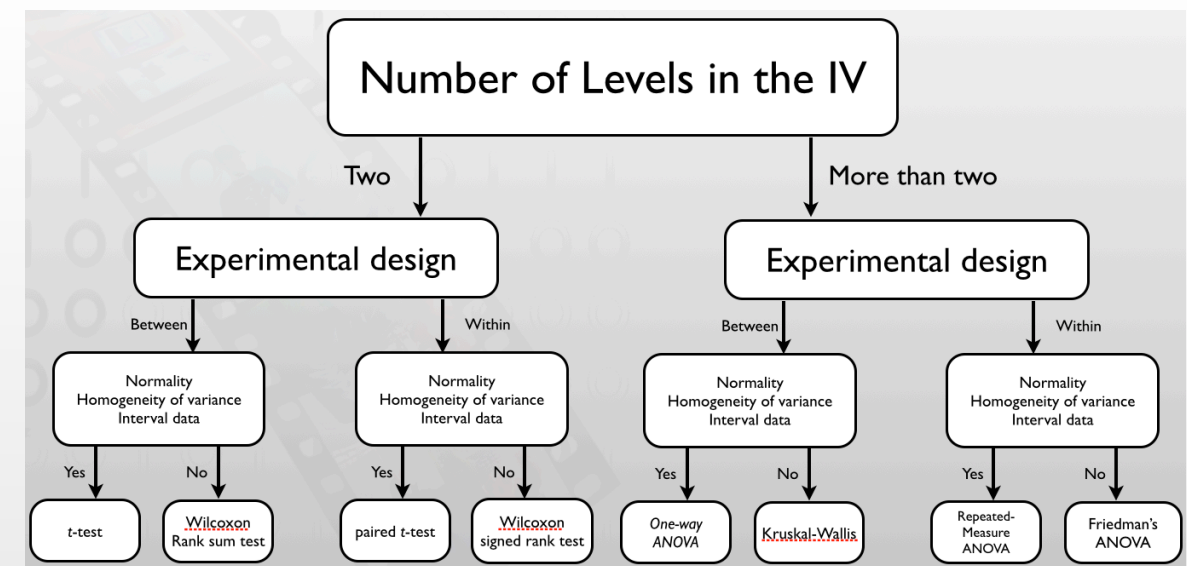 Number of Levels in the IV
Two
More than two
Experimental design
Experimental design
Between
Within
Between
Within
Normality
Homogeneity of variance
Interval data
Normality
Homogeneity of variance
Interval data
Normality
Homogeneity of variance
Interval data
Normality
Homogeneity of variance
Interval data
Yes
No
Yes
No
Yes
No
Yes
No
t-test
Wilcoxon
Rank sum test
paired t-test
Wilcoxon
signed rank test
One-way
ANOVA
Kruskal-Wallis
Repeated-
Measure
ANOVA
Friedman's
ANOVA